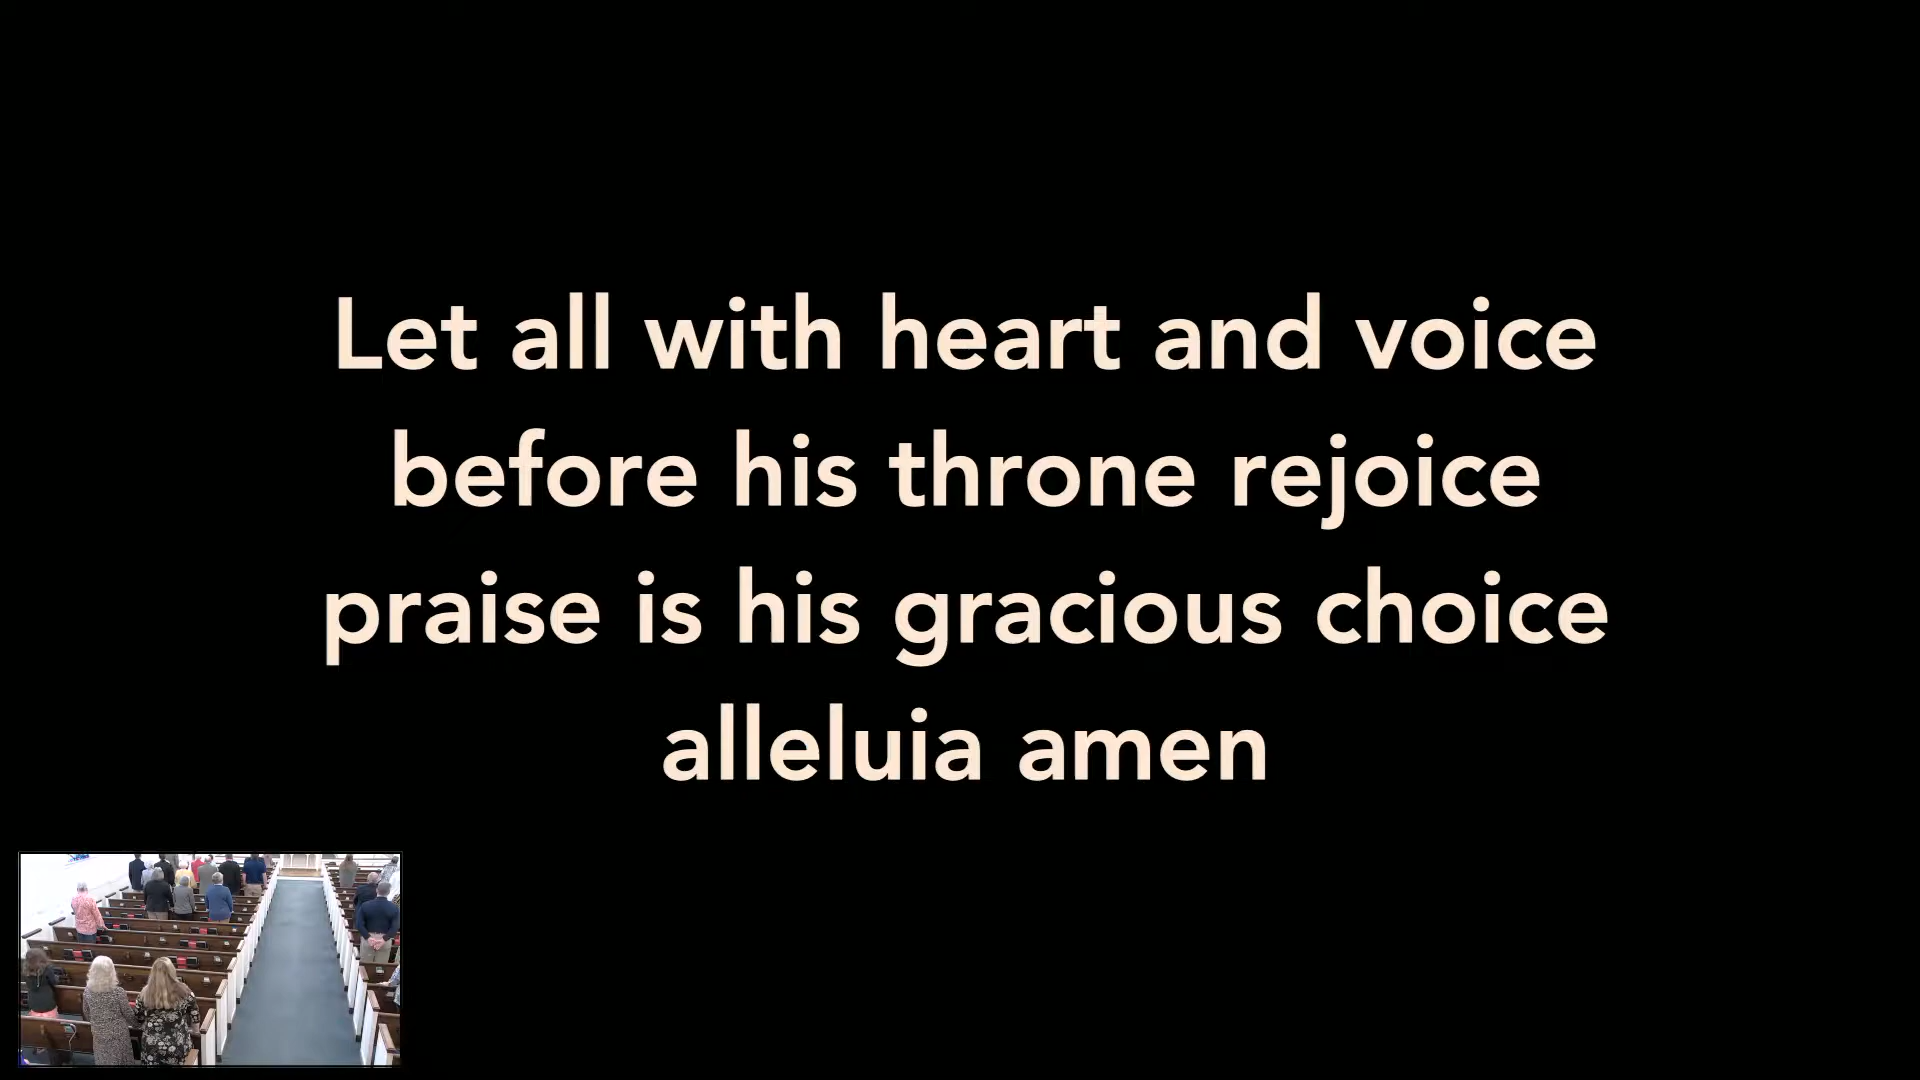 Let all with heart and voice
before his throne rejoice
praise is his gracious choice
alleluia amen